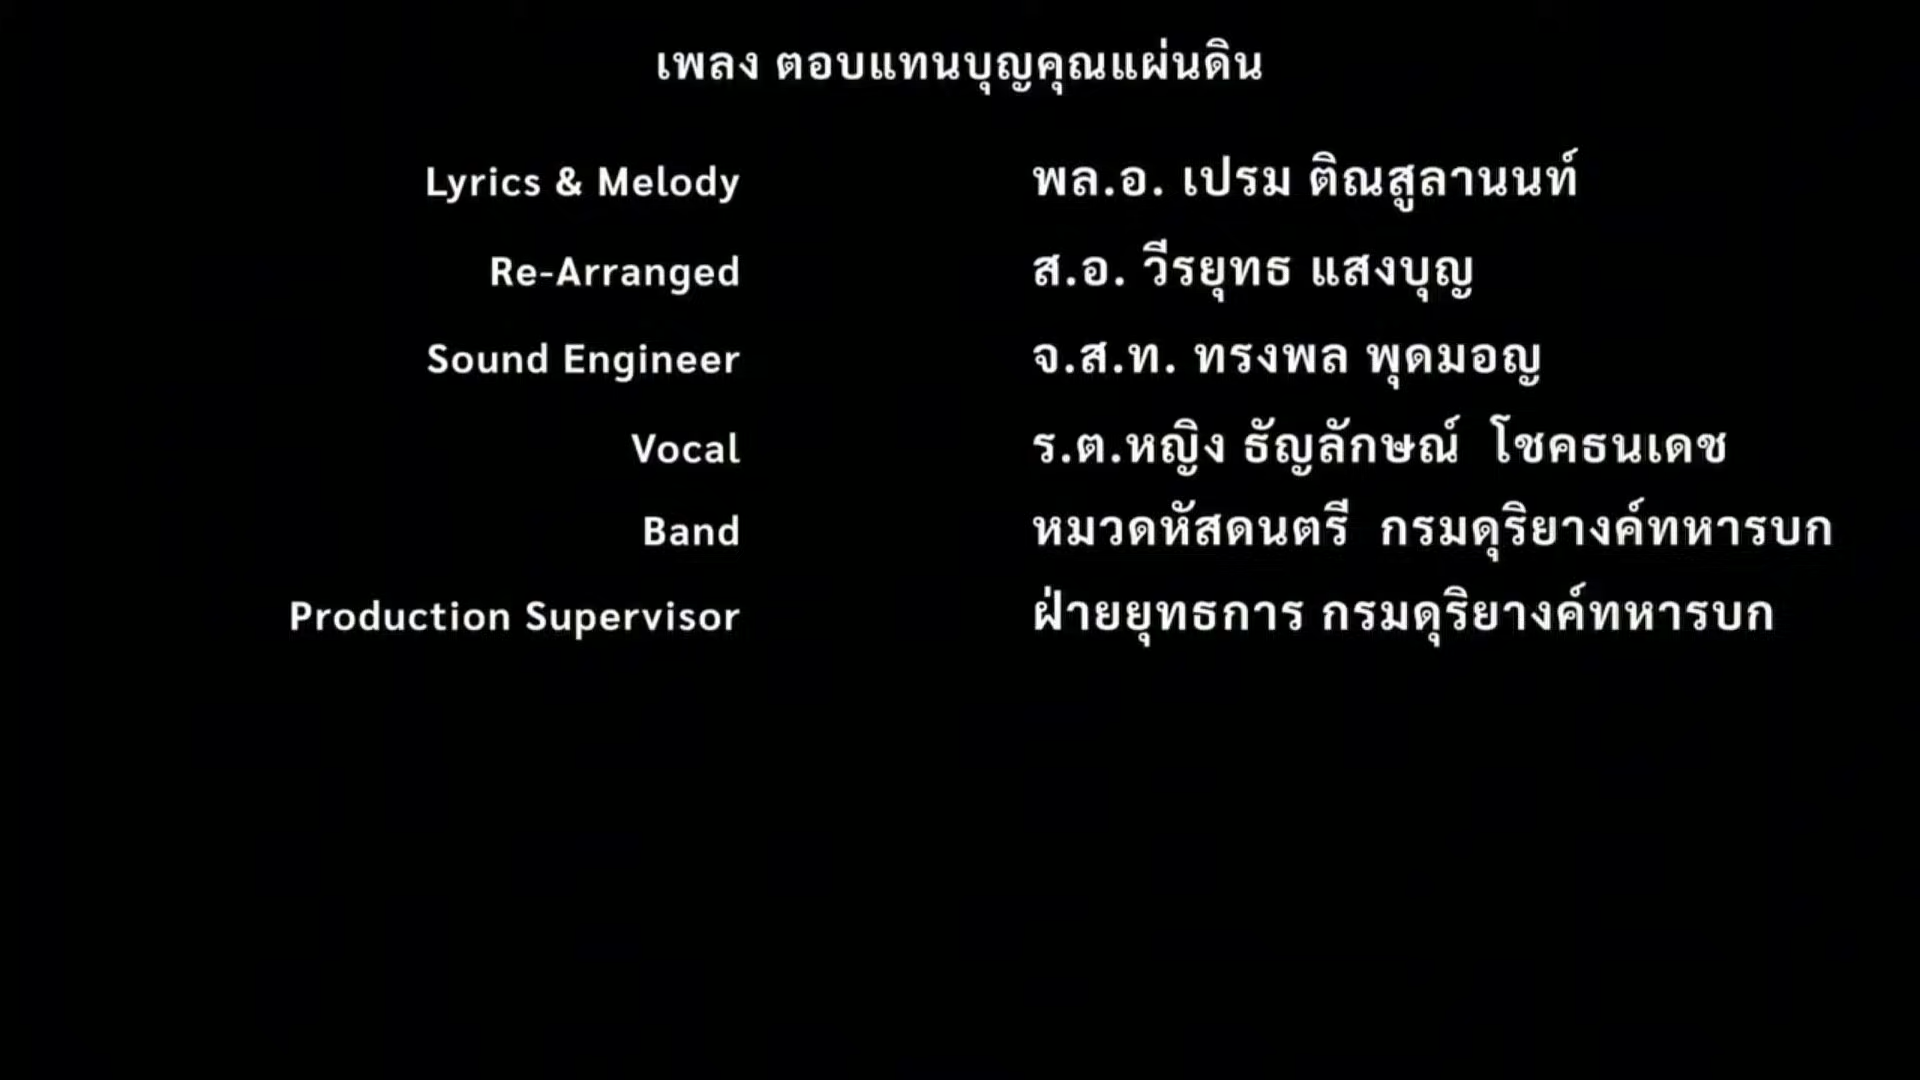 เพลง ตอบแทนบุญคุณแผ่นดิน
Lyrics & Melody พล.อ. เปรม ติณสูลานนท์
Re-Arranged ส.อ. วีรยุทธ แสงบุญ
Sound Engineer จ.ส.ท. ทรงพล พุดมอญ
Vocal ร.ต.หญิง ธัญลักษณ์ โชคธนเดช
Band หมวดหัสดนตรี กรมดุริยางค์ทหารบก
Production Supervisor ฝ่ายยุทธการ กรมดุริยางค์ทหารบก